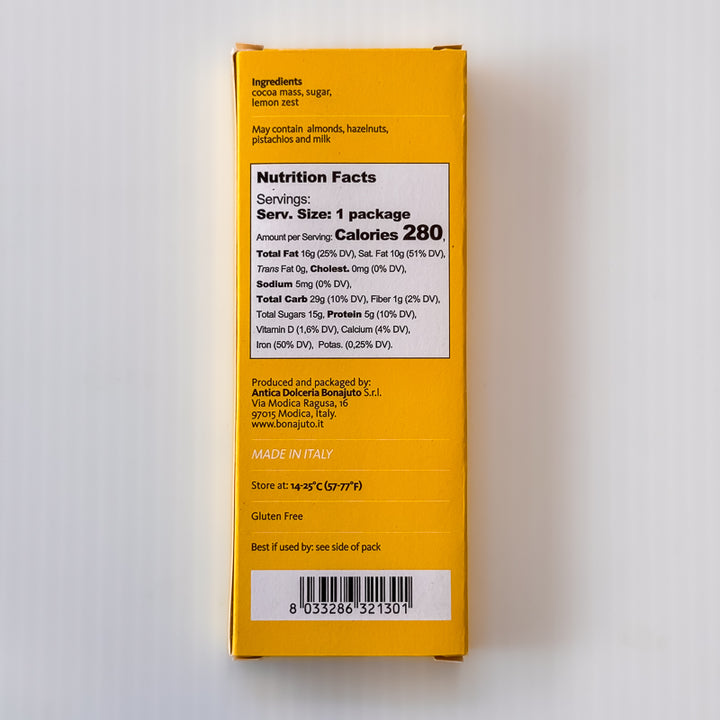 Ingredients
cocoa mass, sugar,
lemon zest
May contain almonds, hazelnuts,
pistachios and milk
Nutrition Facts
Servings:
Serv. Size: 1 package
Amount per Serving: Calories 280,
Total Fat 16g (25% DV), Sat. Fat 10g (51% DV),
Trans Fat 0g, Cholest. 0mg (0% DV),
Sodium 5mg (0% DV),
Total Carb 29g (10% DV), Fiber 1g (2% DV),
Total Sugars 15g, Protein 5g (10% DV),
Vitamin D (1,6% DV), Calcium (4% DV),
Iron (50% DV), Potas. (0,25% DV).
Produced and packaged by:
Antica Dolceria Bonajuto S.r.l.
Via Modica Ragusa, 16
97015 Modica, Italy.
www.bonajuto.it
MADE IN ITALY
Store at: 14-25°C (57-77°F)
Gluten Free
Best if used by: see side of pack
8 033286 321301